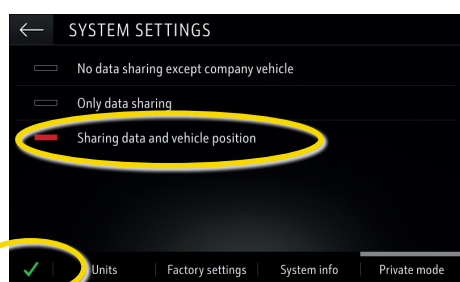 SYSTEM SETTINGS
No data sharing except company vehicle
Only data sharing
Sharing data and vehicle position
Units Factory settings System info Private mode